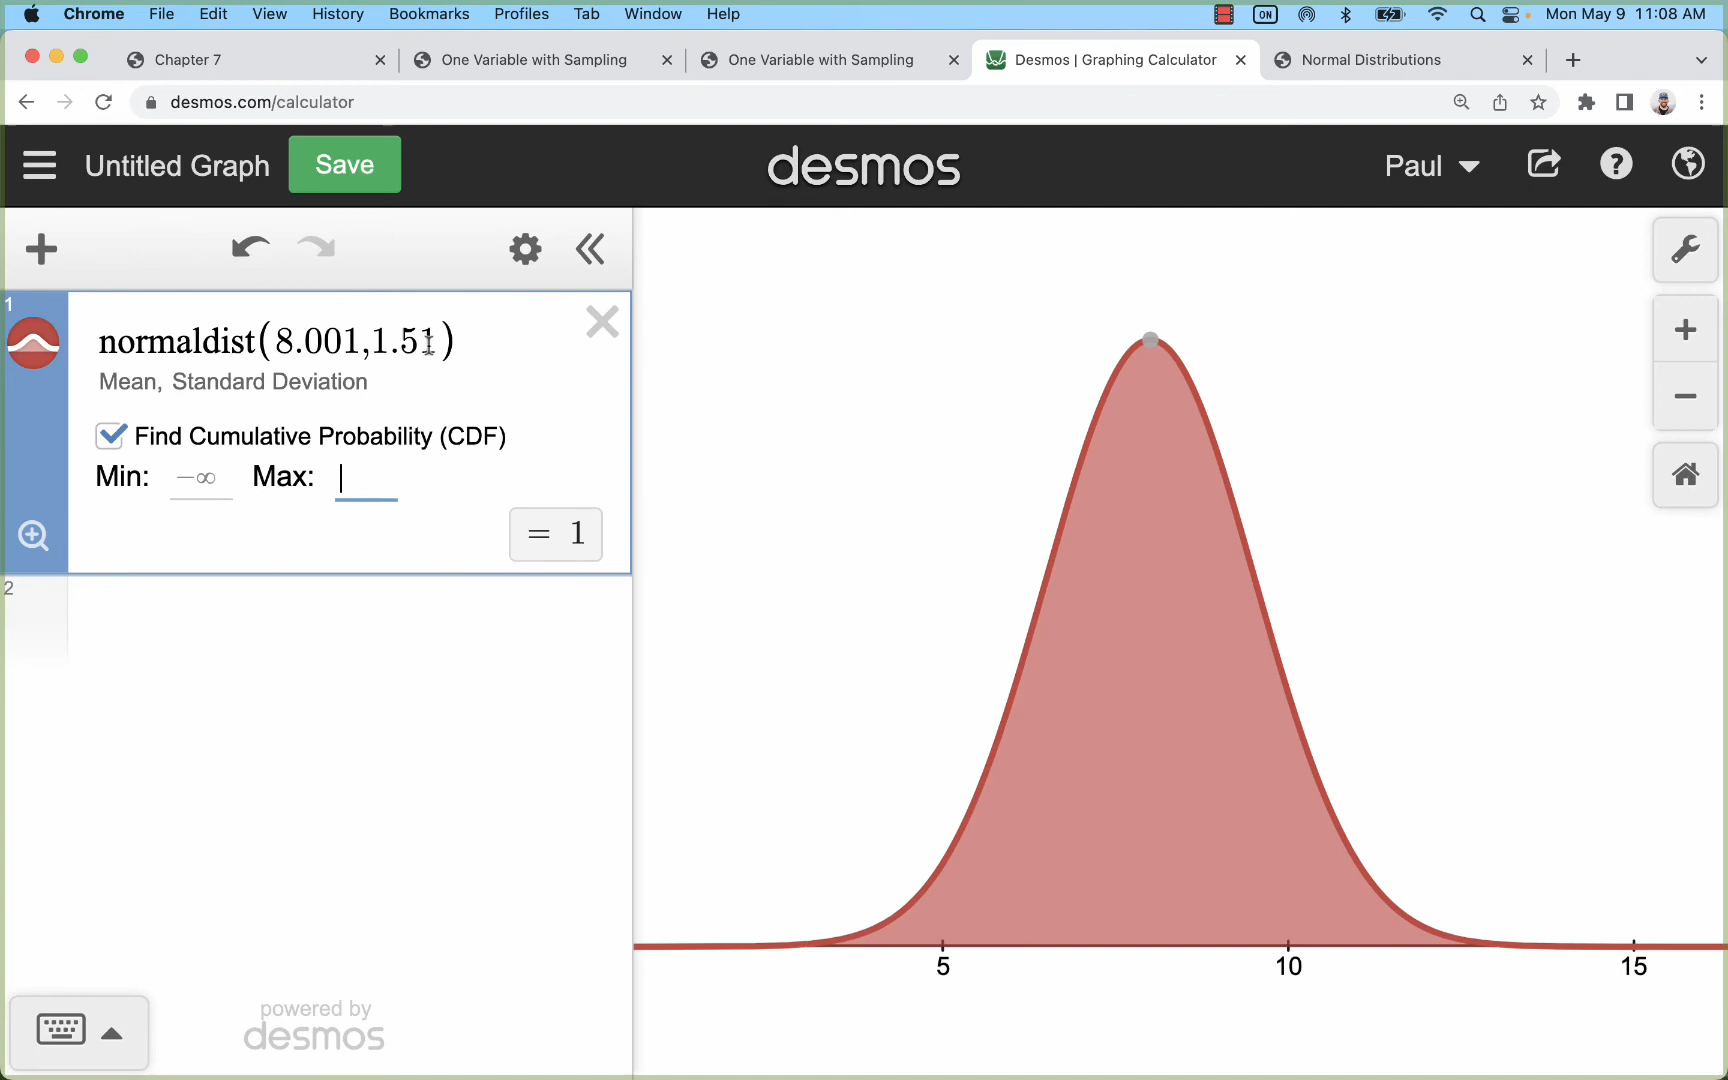 Chrome File Edit View History Bookmarks Profiles Tab Window Help ON Mon May 9 11:08 AM
Chapter 7 One Variable with Sampling One Variable with Sampling Desmos | Graphing Calculator Normal Distributions
desmos.com/calculator
Untitled Graph Save desmos Paul
1
normaldist(8.001,1.51)
Mean, Standard Deviation
Find Cumulative Probability (CDF)
Min: −∞ Max:
= 1
2
5 10 15
powered by
desmos